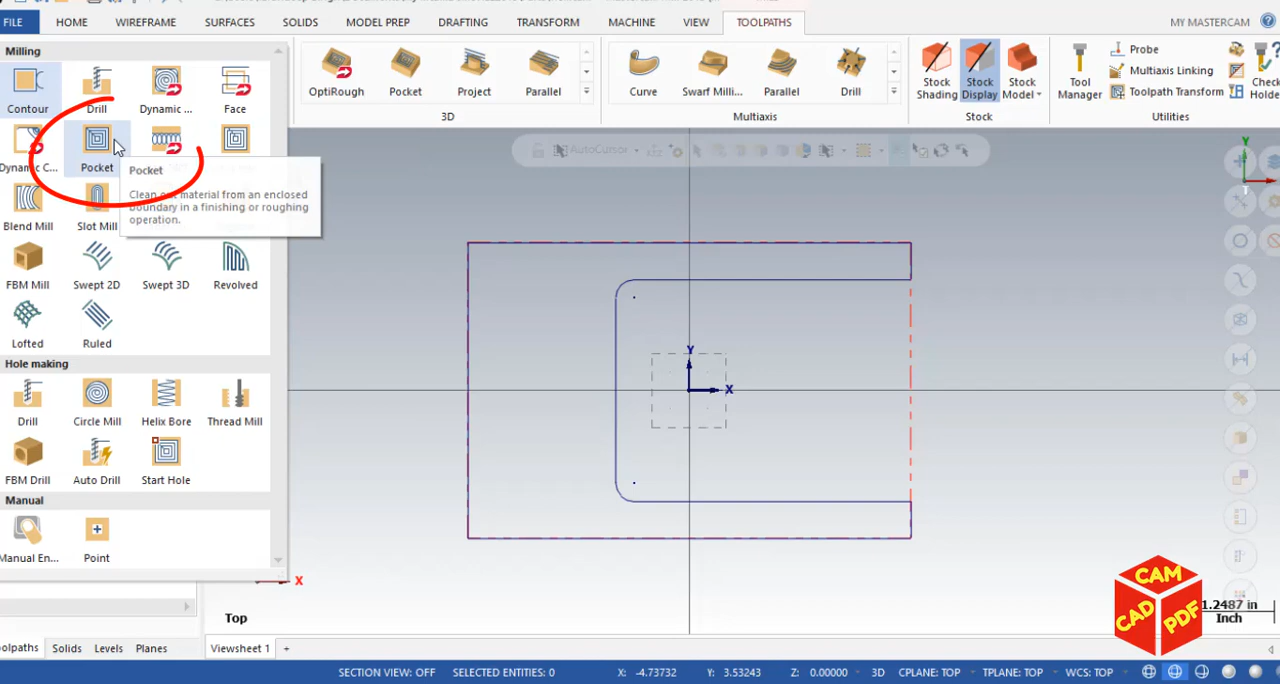 FILE HOME WIREFRAME SURFACES SOLIDS MODEL PREP DRAFTING TRANSFORM MACHINE VIEW TOOLPATHS MY MASTERCAM
Milling
Contour Drill Dynamic ... Face
Dynamic C... Pocket
Pocket
Clean out material from an enclosed
boundary in a finishing or roughing
operation.
Blend Mill Slot Mill
FBM Mill Swept 2D Swept 3D Revolved
Lofted Ruled
Hole making
Drill Circle Mill Helix Bore Thread Mill
FBM Drill Auto Drill Start Hole
Manual
Manual En... Point
OptiRough Pocket Project Parallel
3D
Curve Swarf Milli... Parallel Drill
Multiaxis
Stock Shading
Stock Display
Stock Model
Stock
Tool Manager
Probe
Multiaxis Linking
Toolpath Transform
Check Holder
Utilities
AutoCursor
Y
Y
X
X
Top
CAM
CAD
PDF
1.2487 in
Inch
Toolpaths Solids Levels Planes
Viewsheet 1 +
SECTION VIEW: OFF SELECTED ENTITIES: 0 X: -4.73732 Y: 3.53243 Z: 0.00000 3D CPLANE: TOP TPLANE: TOP WCS: TOP